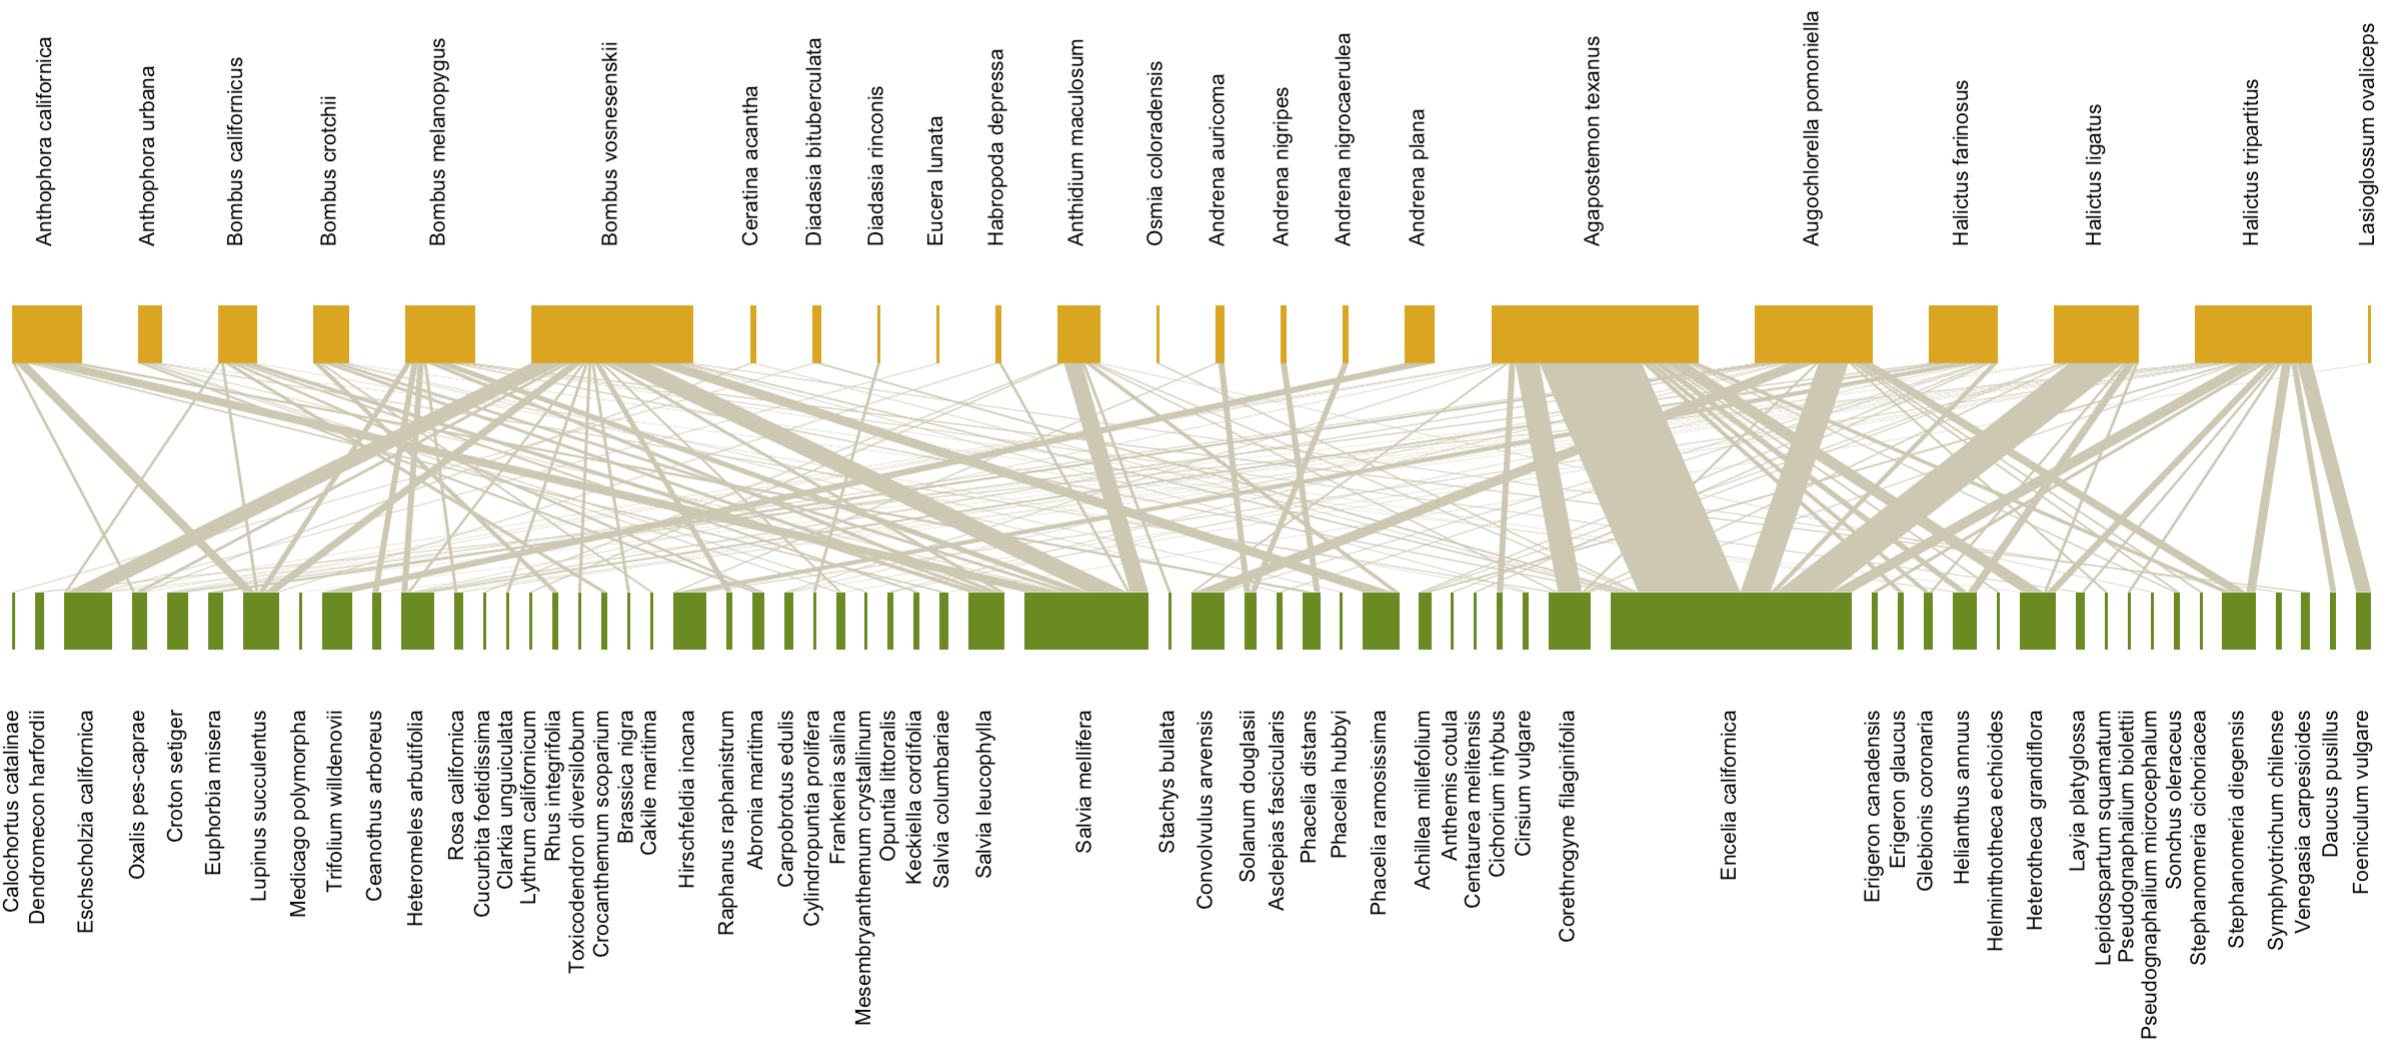 Anthophora californica
Anthophora urbana
Bombus californicus
Bombus crotchii
Bombus melanopygus
Bombus vosnesenskii
Ceratina acantha
Diadasia bituberculata
Diadasia rinconis
Eucera lunata
Habropoda depressa
Anthidium maculosum
Osmia coloradensis
Andrena auricoma
Andrena nigripes
Andrena nigrocaerulea
Andrena plana
Agapostemon texanus
Augochlorella pomoniella
Halictus farinosus
Halictus ligatus
Halictus tripartitus
Lasioglossum ovaliceps
Calochortus catalinae
Dendromecon harfordii
Eschscholzia californica
Oxalis pes-caprae
Croton setiger
Euphorbia misera
Lupinus succulentus
Medicago polymorpha
Trifolium wildenovii
Ceanothus arboreus
Heteromeles arbutifolia
Rosa californica
Cucurbita foetidissima
Clarkia unguiculata
Lythrum californicum
Rhus integrifolia
Toxicodendron diversilobum
Crocanthemum scoparium
Brassica nigra
Cakile maritima
Hirschfeldia incana
Raphanus raphanistrum
Abronia maritima
Carpobrotus edulis
Cylindropuntia prolifera
Frankenia salina
Mesembryanthemum crystallinum
Opuntia littoralis
Keckiella cordifolia
Salvia columbariae
Salvia leucophylla
Salvia mellifera
Stachys bullata
Convolvulus arvensis
Solanum douglasii
Asclepias fascicularis
Phacelia distans
Phacelia hubbyi
Phacelia ramosissima
Achillea millefolium
Anthemis cotula
Centaurea melitensis
Cichorium intybus
Cirsium vulgare
Corethrogyne filaginifolia
Encelia californica
Erigeron canadensis
Erigeron glaucus
Glebionis coronaria
Helianthus annuus
Helminthotheca echioides
Heterotheca grandiflora
Layia platyglossa
Lepidospartum squamatum
Pseudognaphalium biolettii
Pseudognaphalium microcephalum
Sonchus oleraceus
Stephanomeria cichoriacea
Stephanomeria diegensis
Symphyotrichum chilense
Venegasia carpesioides
Daucus pusillus
Foeniculum vulgare